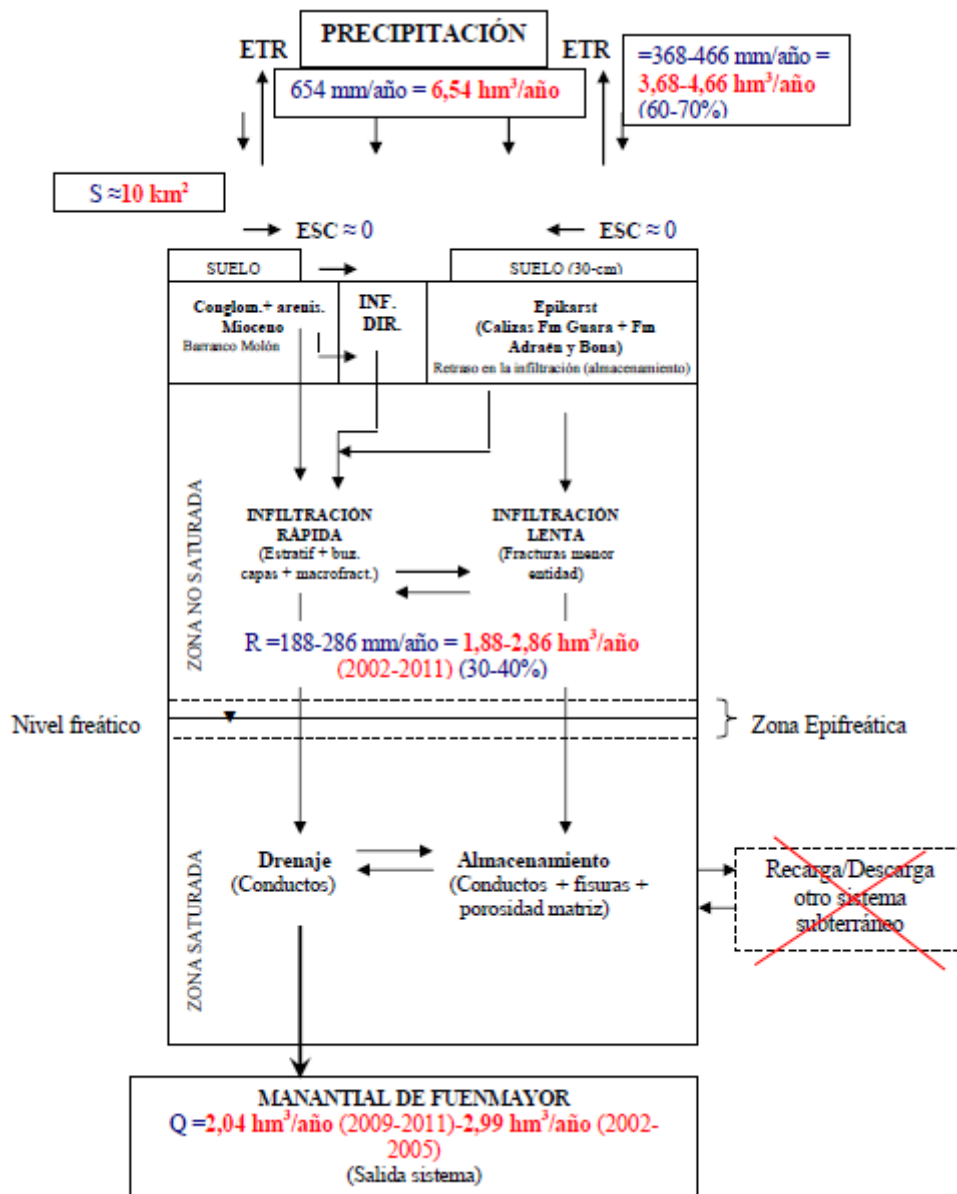 PRECIPITACIÓN
ETR
ETR
654 mm/año = 6,54 hm³/año
=368-466 mm/año =
3,68-4,66 hm³/año
(60-70%)
S ≈10 km²
ESC ≈ 0
ESC ≈ 0
SUELO
SUELO (30-cm)
Conglom.+ arenis.
Mioceno
Barranco Molón
INF.
DIR.
Epikarst
(Calizas Fm Guara + Fm
Adraén y Bona)
Retraso en la infiltración (almacenamiento)
ZONA NO SATURADA
INFILTRACIÓN
RÁPIDA
(Estratif + buz.
capas + macrofract.)
INFILTRACIÓN
LENTA
(Fracturas menor
entidad)
R =188-286 mm/año = 1,88-2,86 hm³/año
(2002-2011) (30-40%)
Nivel freático
Zona Epifreática
ZONA SATURADA
Drenaje
(Conductos)
Almacenamiento
(Conductos + fisuras +
porosidad matriz)
Recarga/Descarga
otro sistema
subterráneo
MANANTIAL DE FUENMAYOR
Q =2,04 hm³/año (2009-2011)-2,99 hm³/año (2002-
2005)
(Salida sistema)